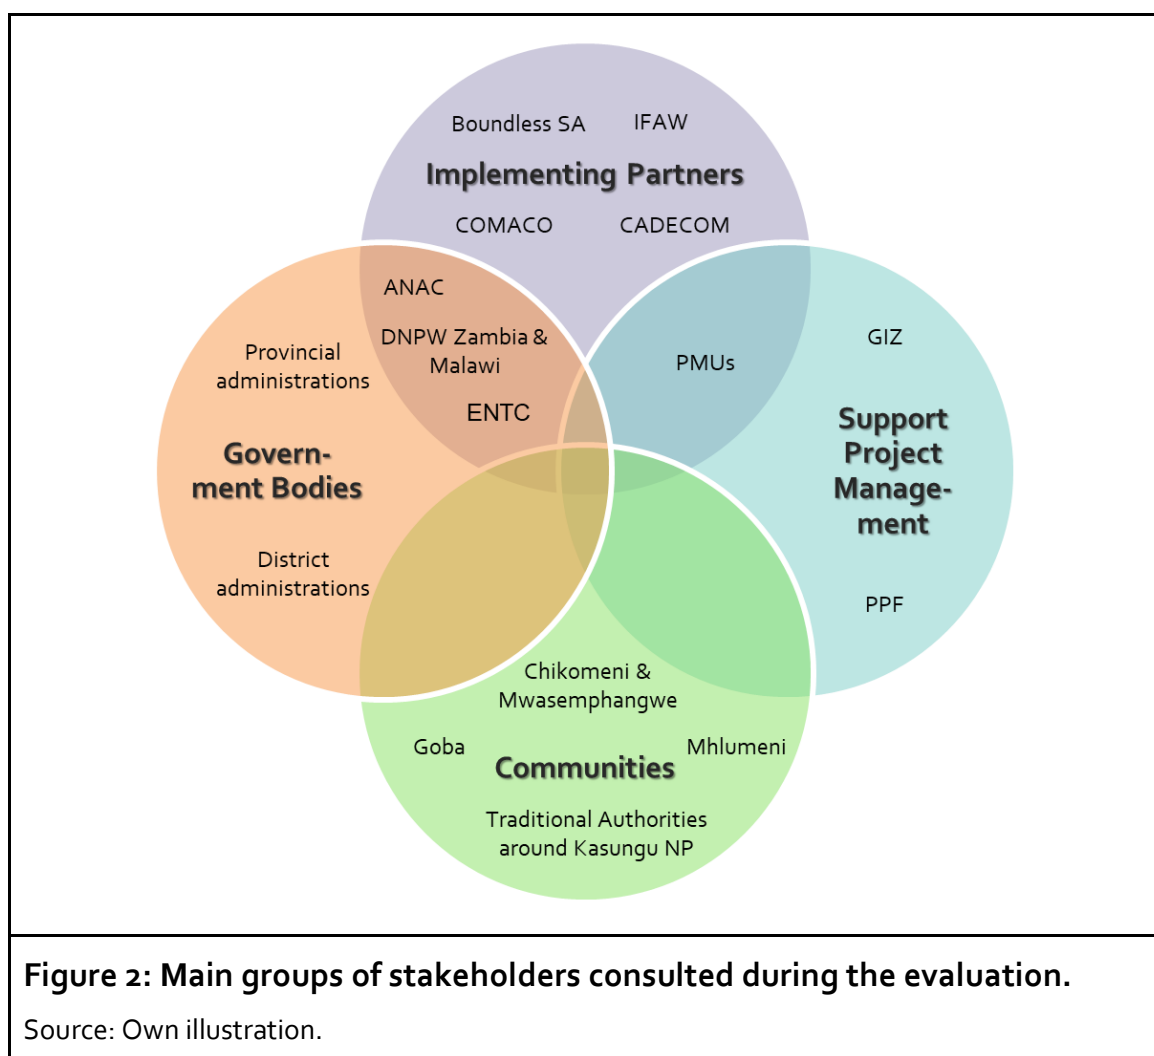 Boundless SA
IFAW
Implementing Partners
COMACO
CADECOM
ANAC
DNPW Zambia &
Malawi
ENTC
Provincial
administrations
Govern-
ment Bodies
District
administrations
PMUs
GIZ
Support
Project
Manage-
ment
PPF
Chikomeni &
Mwasemphangwe
Goba
Mhlumeni
Communities
Traditional Authorities
around Kasungu NP
Figure 2: Main groups of stakeholders consulted during the evaluation.
Source: Own illustration.